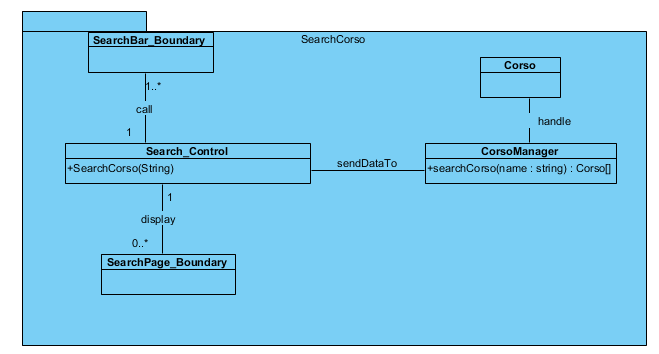 SearchBar_Boundary
SearchCorso
Corso
1..*
call
handle
1
Search_Control
+SearchCorso(String)
sendDataTo
CorsoManager
+searchCorso(name : string) : Corso[]
1
display
0..*
SearchPage_Boundary